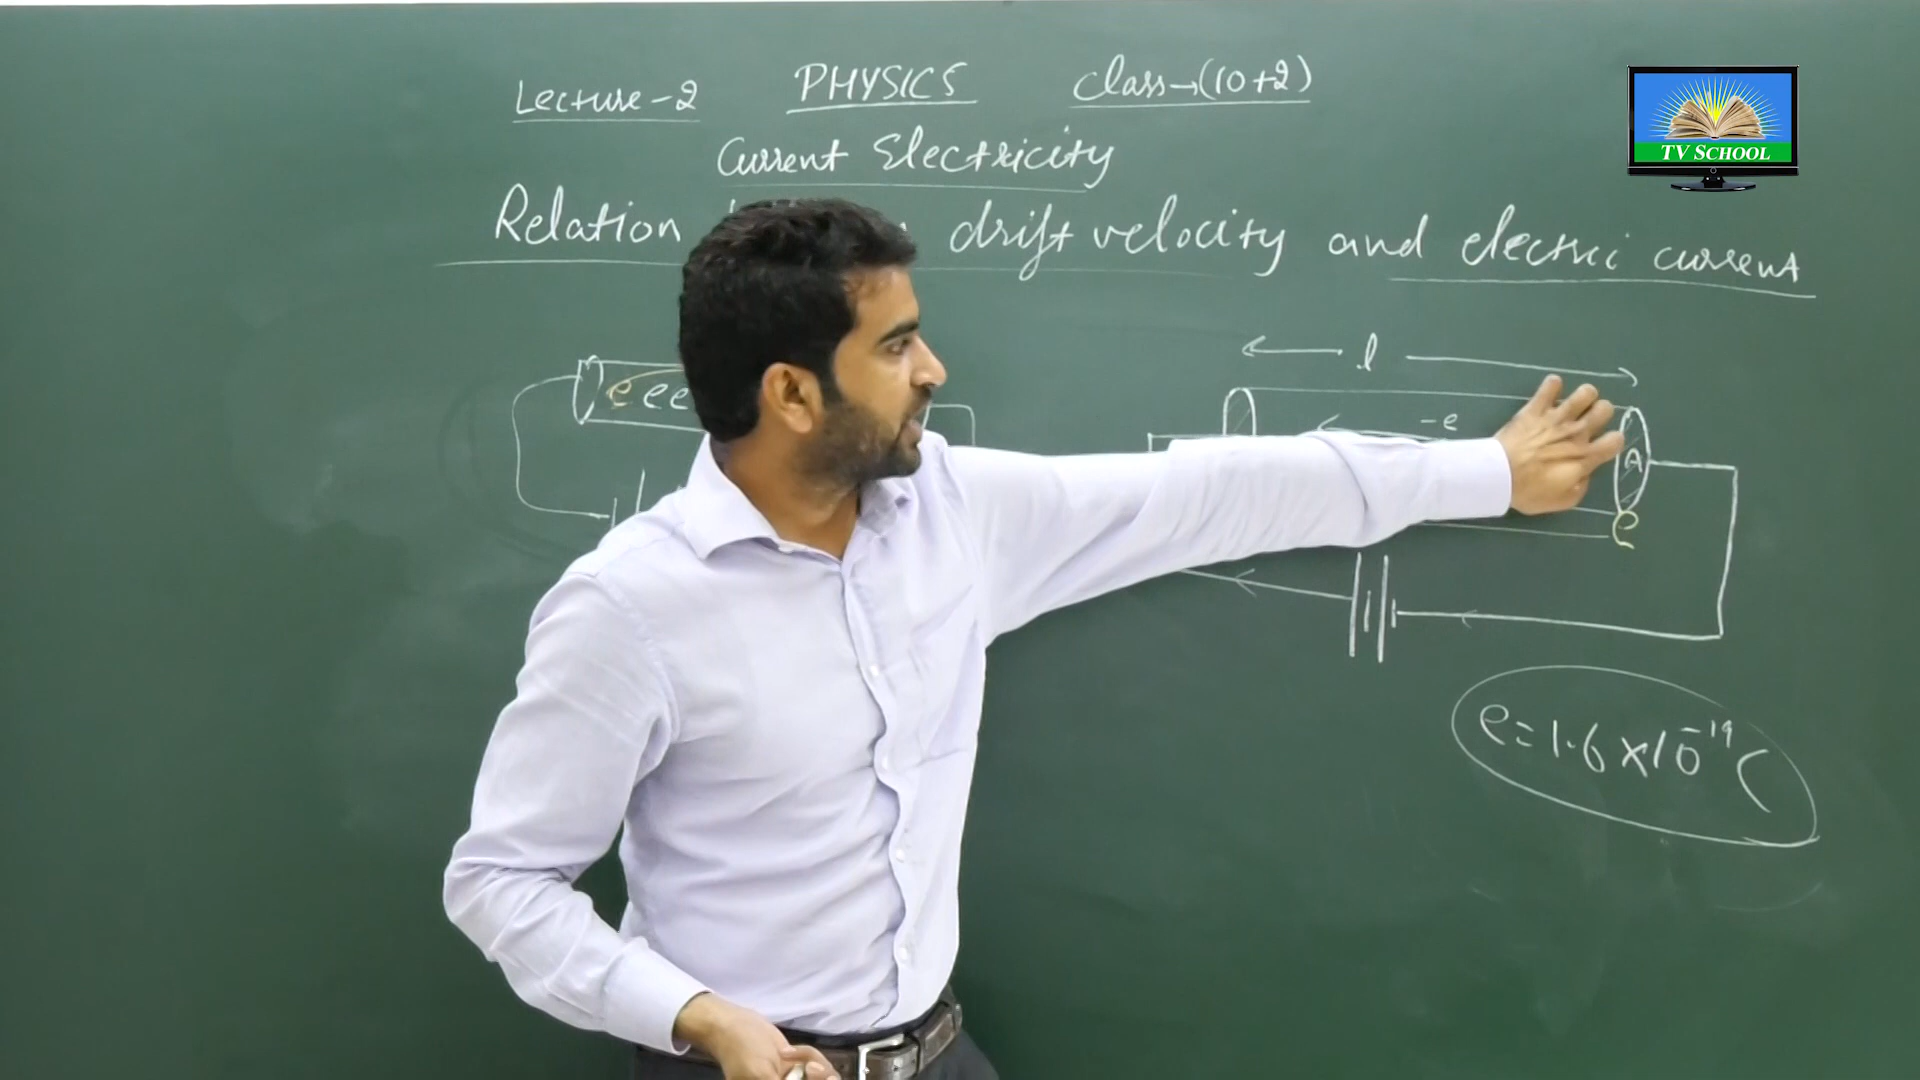 Lecture-2 PHYSICS Class→(10+2)
Current Electricity
Relation drift velocity and electric current
TV SCHOOL
l
e e e
-e
A
e
e=1.6×10⁻¹⁹C